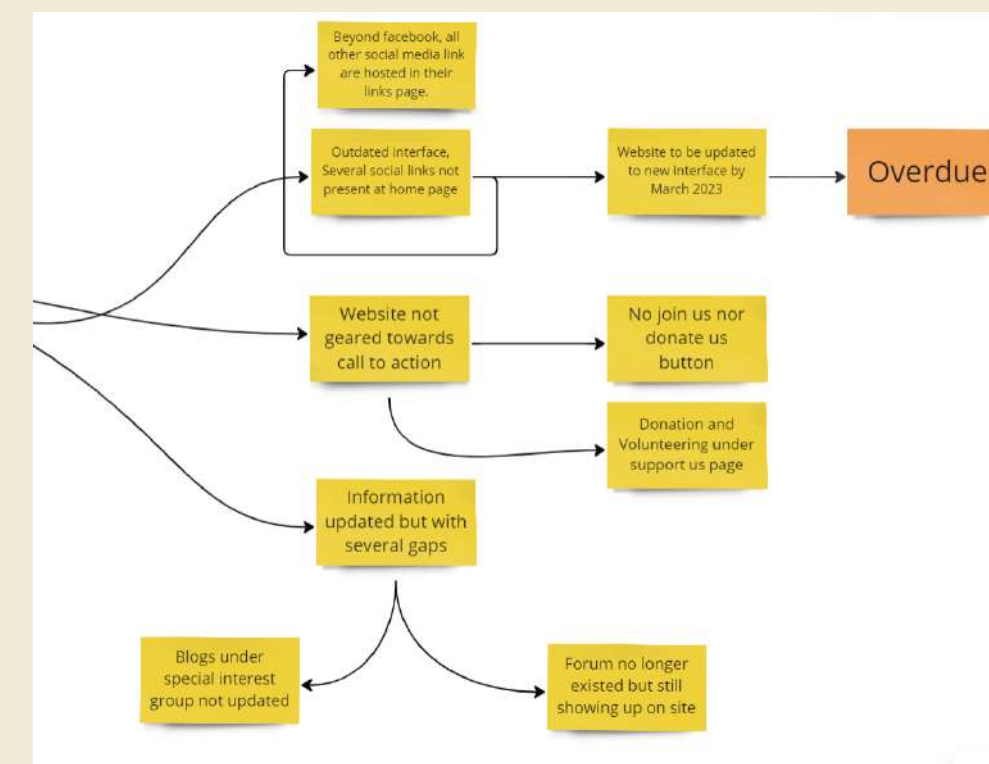 Beyond facebook, all
other social media link
are hosted in their
links page.
Outdated interface,
Several social links not
present at home page
Website to be updated
to new interface by
March 2023
Overdue
Website not
geared towards
call to action
No join us nor
donate us
button
Donation and
Volunteering under
support us page
Information
updated but with
several gaps
Blogs under
special interest
group not updated
Forum no longer
existed but still
showing up on site